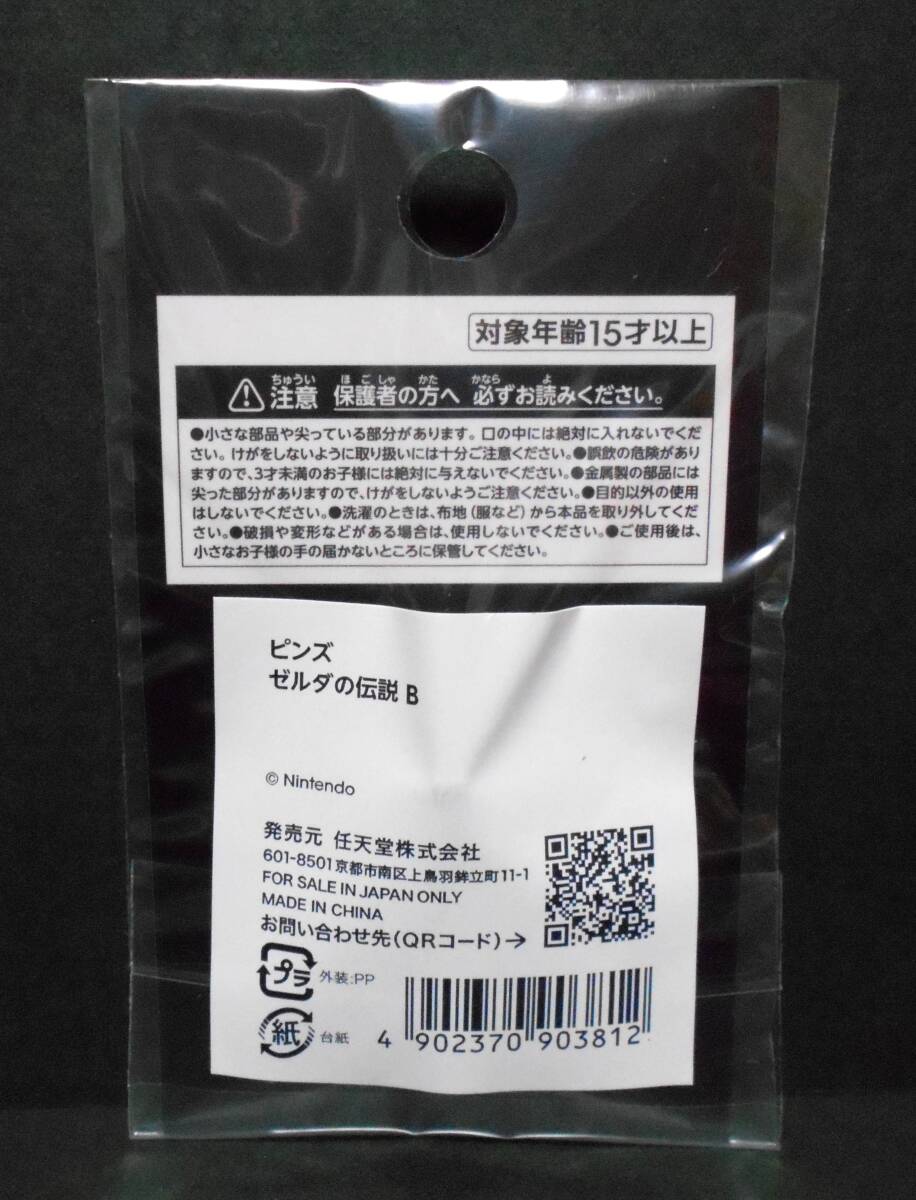 対象年齢15才以上
ちゅうい ほごしゃ かた かなら よ
注意 保護者の方へ 必ずお読みください。
●小さな部品や尖っている部分があります。口の中には絶対に入れないでくだ
さい。けがをしないように取り扱いには十分ご注意ください。●誤飲の危険があり
ますので、3才未満のお子様には絶対に与えないでください。●金属製の部品には
尖った部分がありますので、けがをしないようご注意ください。●目的以外の使用
はしないでください。●洗濯のときは、布地（服など）から本品を取り外してくだ
さい。●破損や変形などがある場合は、使用しないでください。●ご使用後は、
小さなお子様の手の届かないところに保管してください。
ピンズ
ゼルダの伝説 B
© Nintendo
発売元 任天堂株式会社
601-8501 京都市南区上鳥羽鉾立町11-1
FOR SALE IN JAPAN ONLY
MADE IN CHINA
お問い合わせ先（QRコード）→
プラ 外装:PP
紙 台紙
4 902370 903812